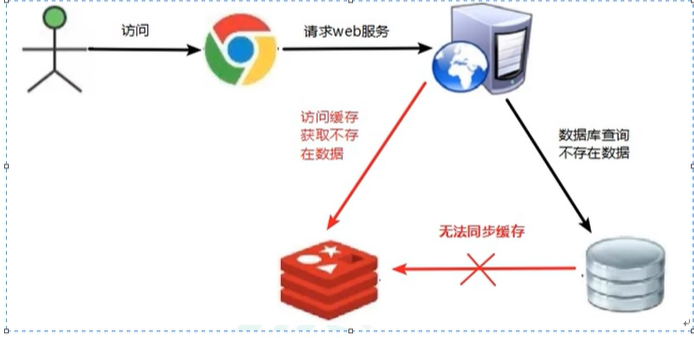 访问
请求web服务
访问缓存
获取不存
在数据
数据库查询
不存在数据
无法同步缓存